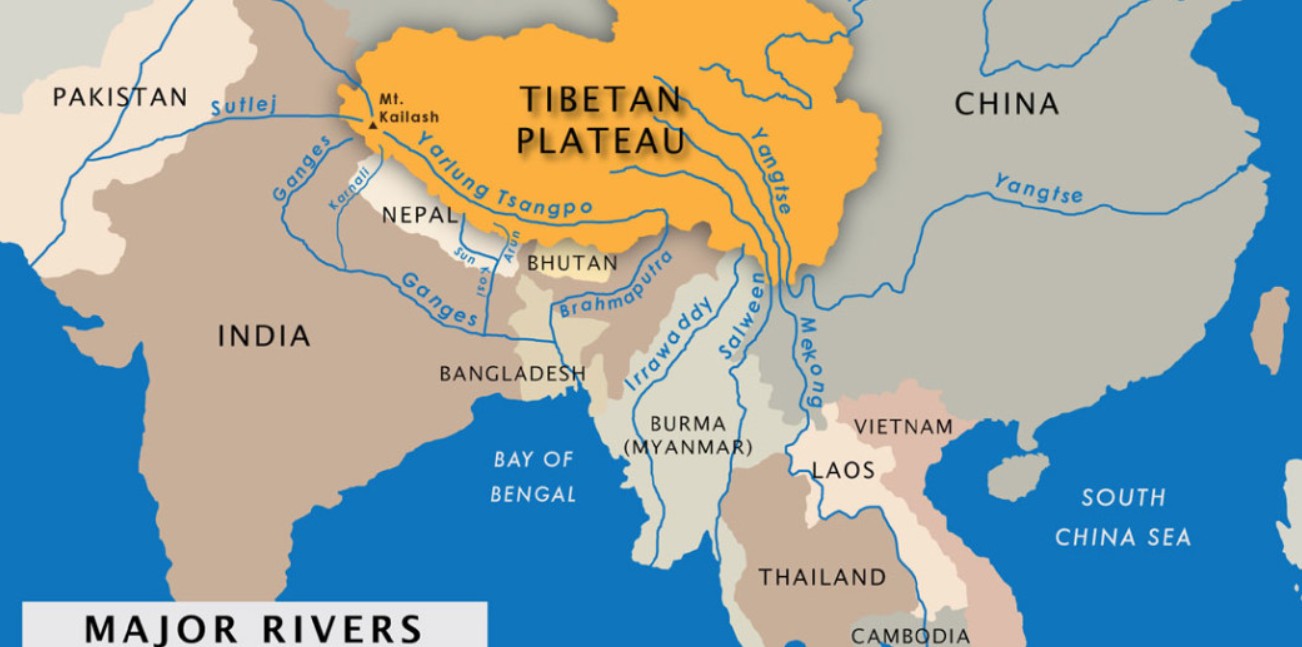 PAKISTAN
Sutlej
Mt.
Kailash
TIBETAN
PLATEAU
CHINA
Ganges
Karnali
Yarlung Tsangpo
Yangtse
Yangtse
NEPAL
Sun Kosi
Arun
BHUTAN
Brahmaputra
Ganges
INDIA
BANGLADESH
Irrawaddy
Salween
Mekong
BURMA
(MYANMAR)
VIETNAM
LAOS
BAY OF
BENGAL
SOUTH
CHINA SEA
THAILAND
CAMBODIA
MAJOR RIVERS